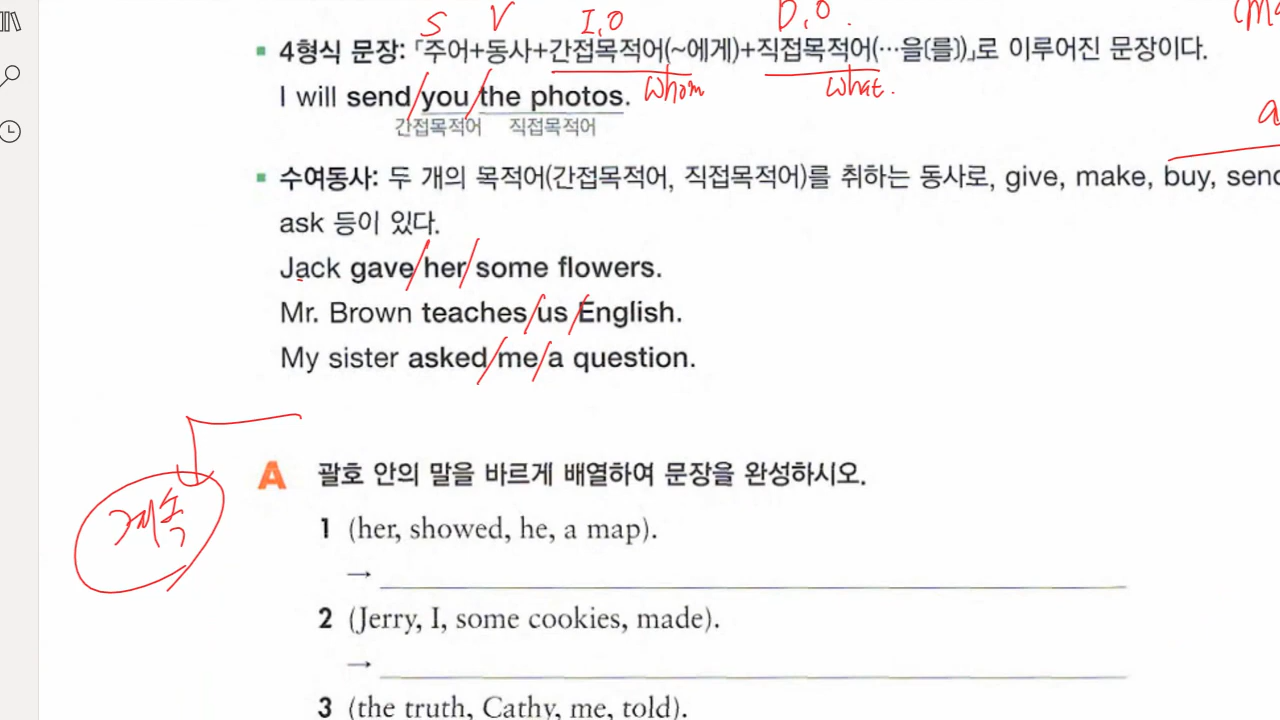 S V I,O D,O.
4형식 문장: 「주어+동사+간접목적어(~에게)+직접목적어(…을(를))」로 이루어진 문장이다.
I will send you the photos. whom what.
간접목적어 직접목적어
수여동사: 두 개의 목적어(간접목적어, 직접목적어)를 취하는 동사로, give, make, buy, send
ask 등이 있다.
Jack gave her some flowers.
Mr. Brown teaches us English.
My sister asked me a question.
A 괄호 안의 말을 바르게 배열하여 문장을 완성하시오.
계속
1 (her, showed, he, a map).
→
2 (Jerry, I, some cookies, made).
→
3 (the truth, Cathy, me, told).